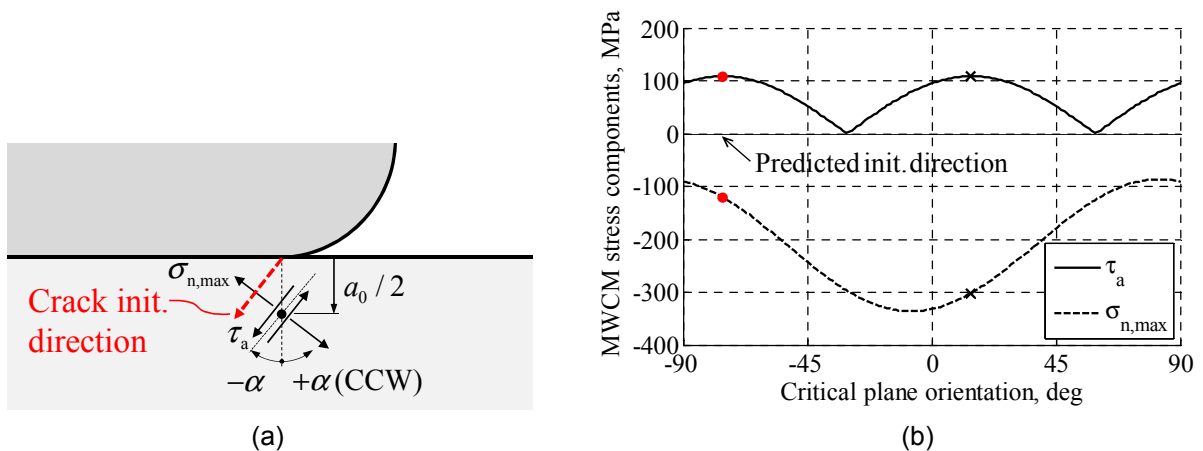 σn,max
Crack init.
direction
τa
a0 / 2
−α
+α (CCW)
(a)
MWCM stress components, MPa
200
100
0
-100
-200
-300
-400
Predicted init. direction
τa
σn,max
-90
-45
0
45
90
Critical plane orientation, deg
(b)